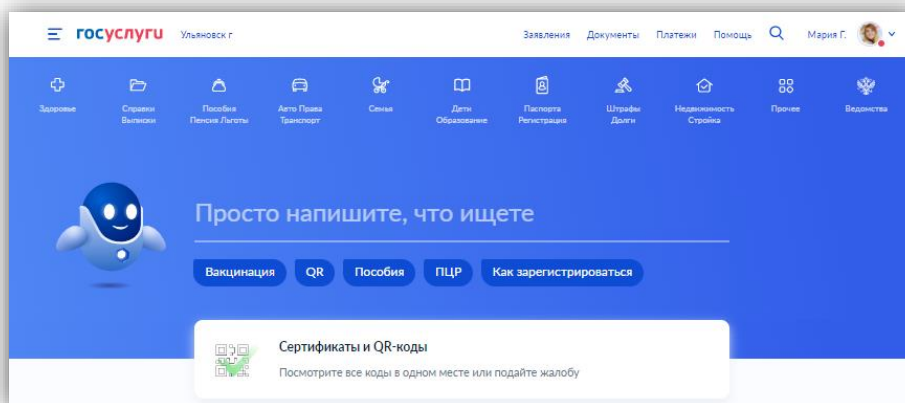 госуслуги Ульяновск г Заявления Документы Платежи Помощь Мария Г.
Здоровье
Справки
Выписки
Пособия
Пенсия Льготы
Авто Права
Транспорт
Семья
Дети
Образование
Паспорта
Регистрация
Штрафы
Долги
Недвижимость
Стройка
Прочее
Ведомства
Просто напишите, что ищете
Вакцинация QR Пособия ПЦР Как зарегистрироваться
Сертификаты и QR-коды
Посмотрите все коды в одном месте или подайте жалобу